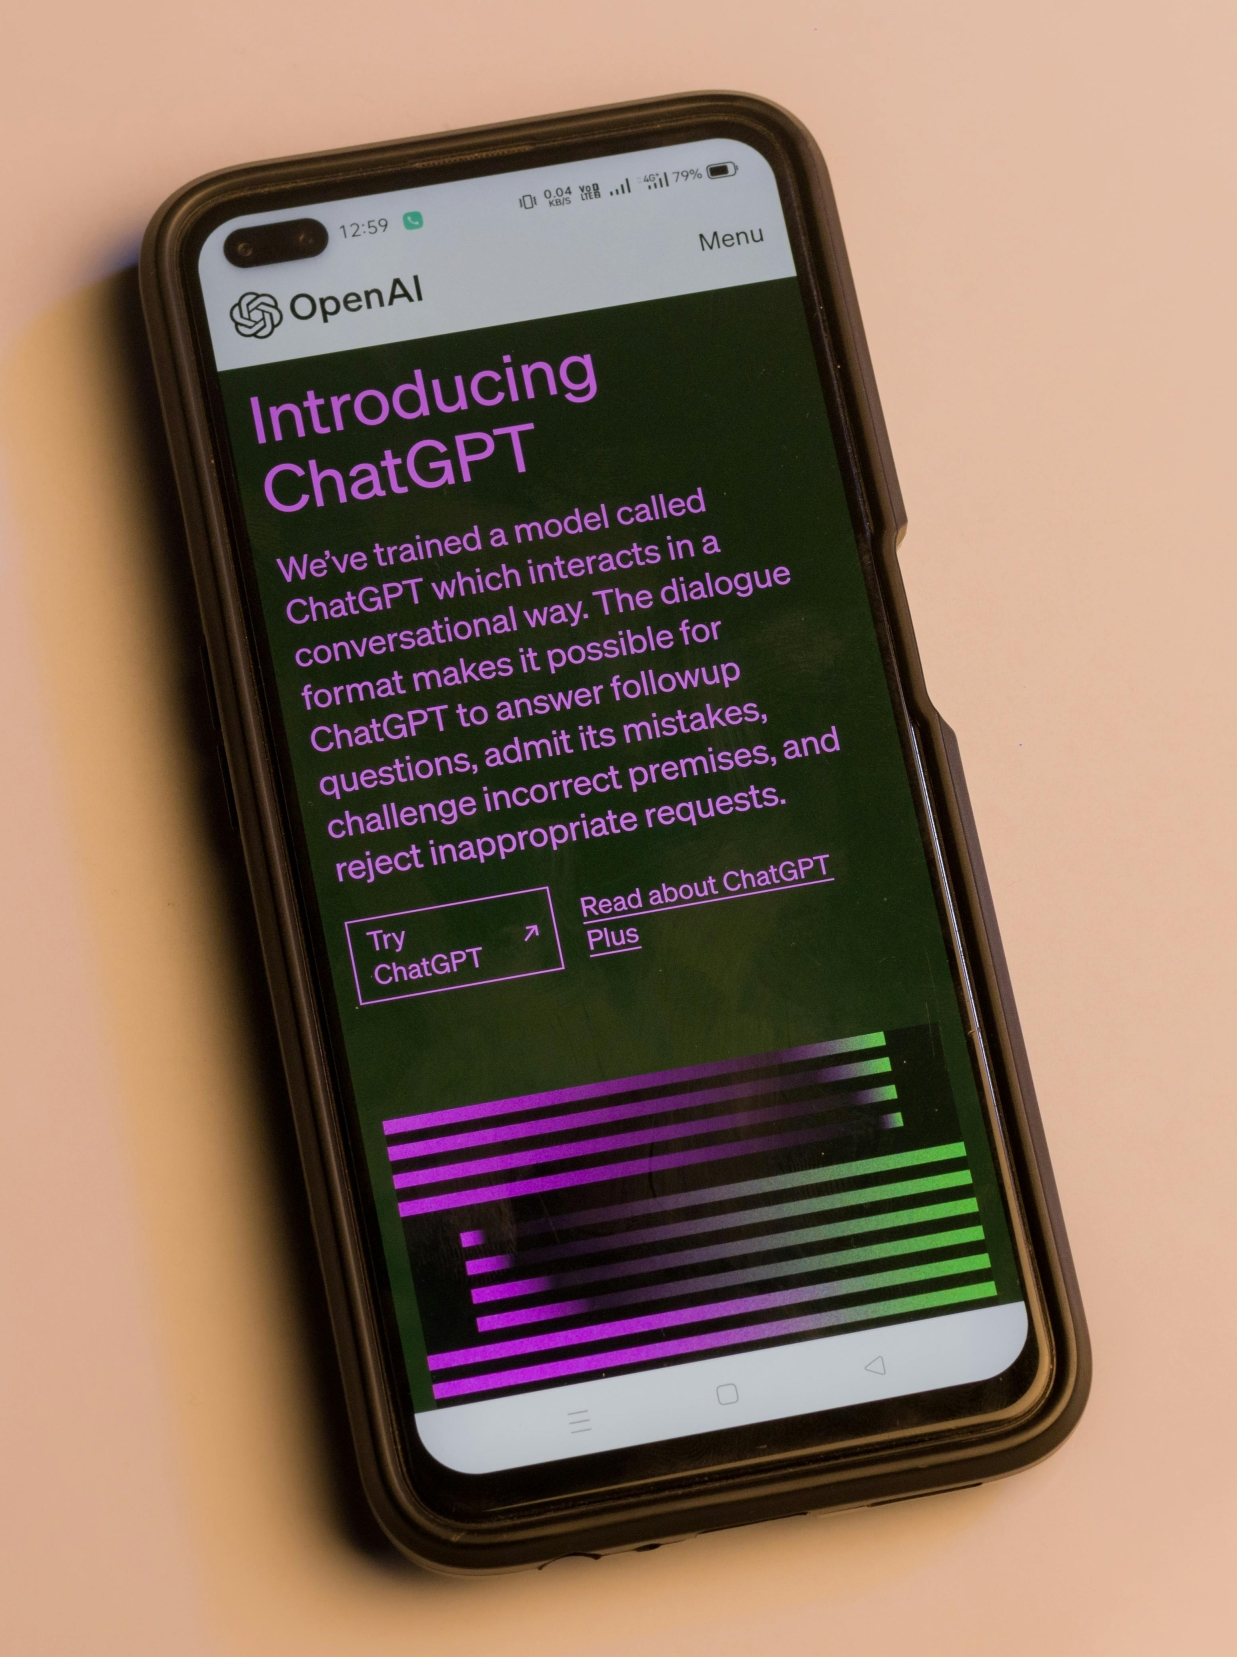 12:59
0.04 KB/S Vo LTE 4G+ 79%
Menu
OpenAI
Introducing
ChatGPT
We've trained a model called
ChatGPT which interacts in a
conversational way. The dialogue
format makes it possible for
ChatGPT to answer followup
questions, admit its mistakes,
challenge incorrect premises, and
reject inappropriate requests.
Try
ChatGPT ↗
Read about ChatGPT
Plus